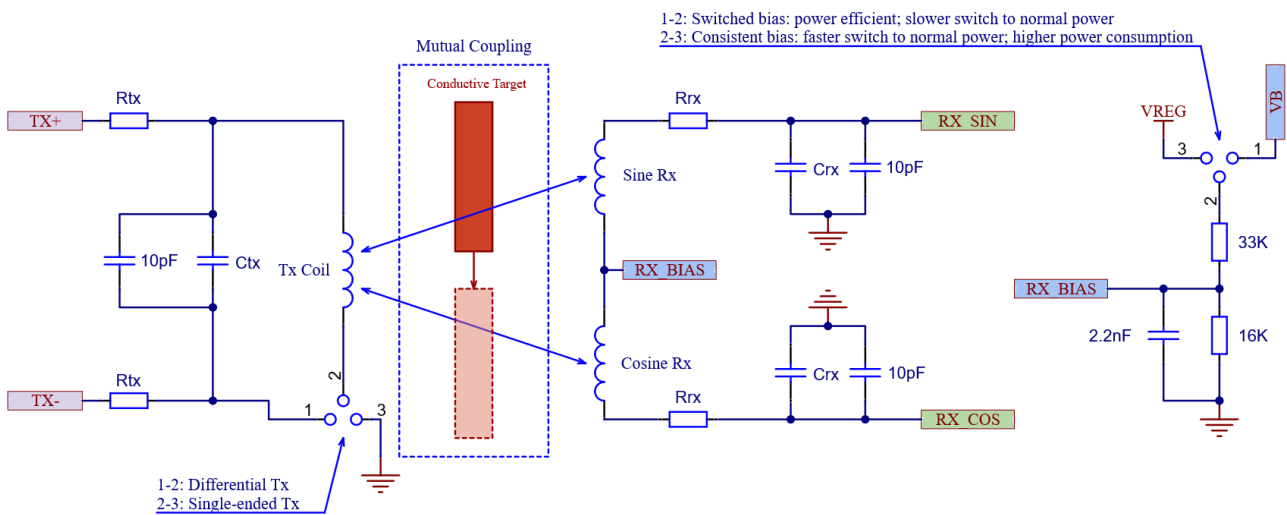 1-2: Switched bias: power efficient; slower switch to normal power
2-3: Consistent bias: faster switch to normal power; higher power consumption
Mutual Coupling
Conductive Target
Rtx
TX+
Rrx
RX_SIN
VREG
VB
3
1
2
Sine Rx
Crx
10pF
10pF
Ctx
Tx Coil
RX_BIAS
33K
RX_BIAS
2.2nF
16K
Cosine Rx
Crx
10pF
Rtx
TX-
2
1
3
Rrx
RX_COS
1-2: Differential Tx
2-3: Single-ended Tx